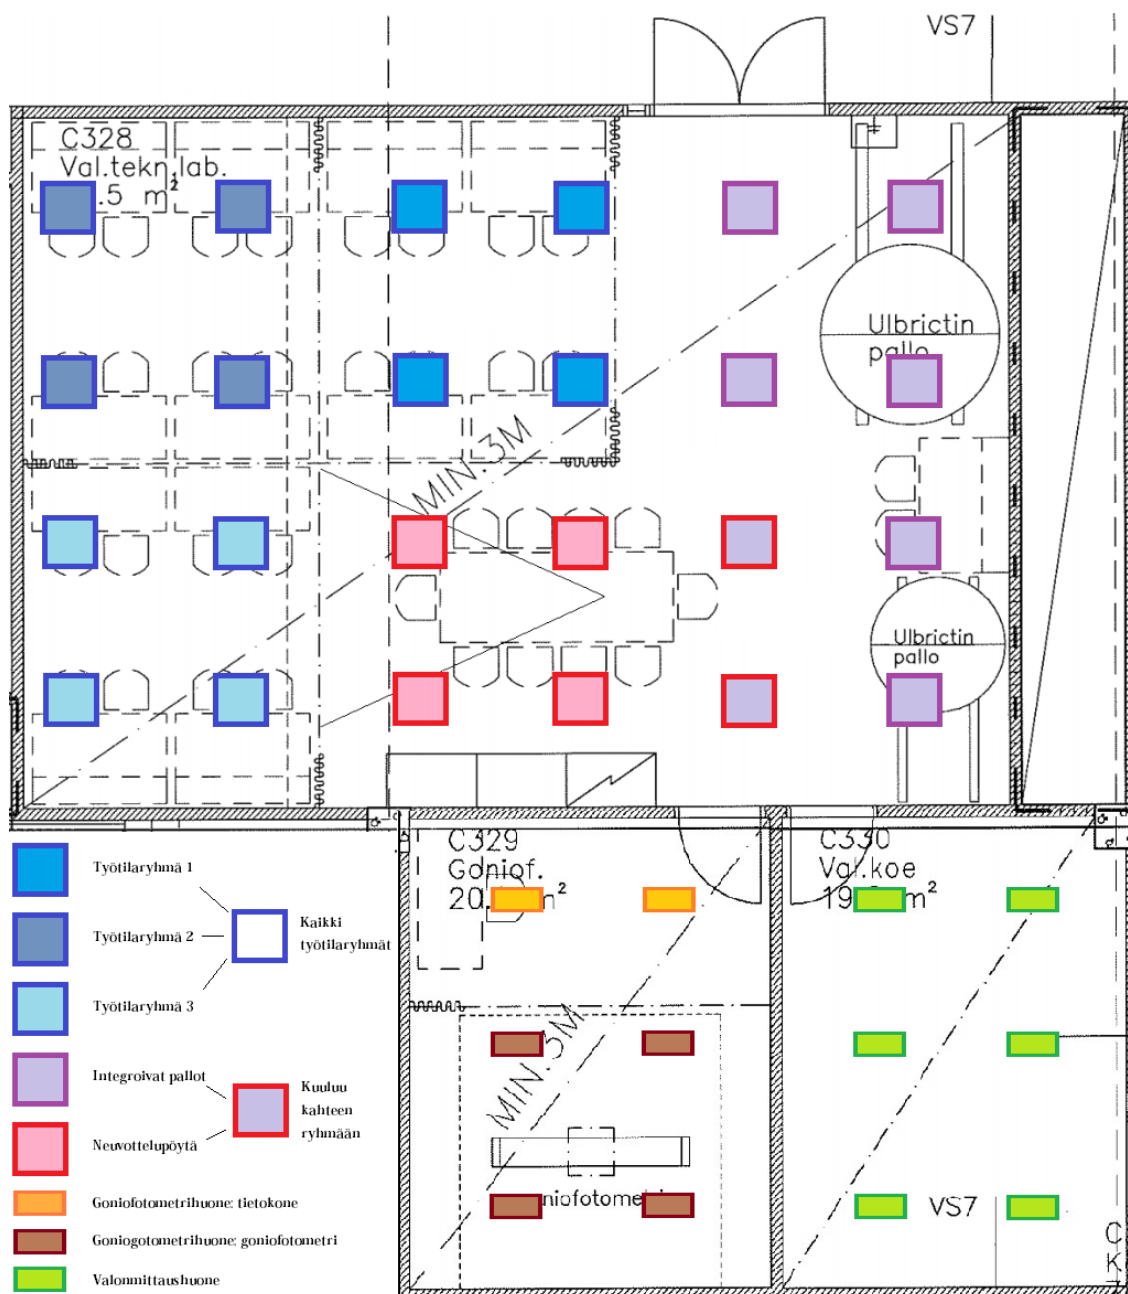 VS7
C328
Val.tekn.lab.
.5 m²
Ulbrictin
pallo
MIN.3M
Ulbrictin
pallo
C329
Goniof.
20. m²
C330
Val.koe
19. m²
Työtilaryhmä 1
Työtilaryhmä 2
Kaikki
työtilaryhmät
Työtilaryhmä 3
Integroivat pallot
Kuuluu
kahteen
ryhmään
Neuvottelupöytä
Goniofotometrihuone: tietokone
Goniogotometrihuone: goniofotometri
Valonmittaushuone
MIN.3M
niofotometri
VS7
C
K